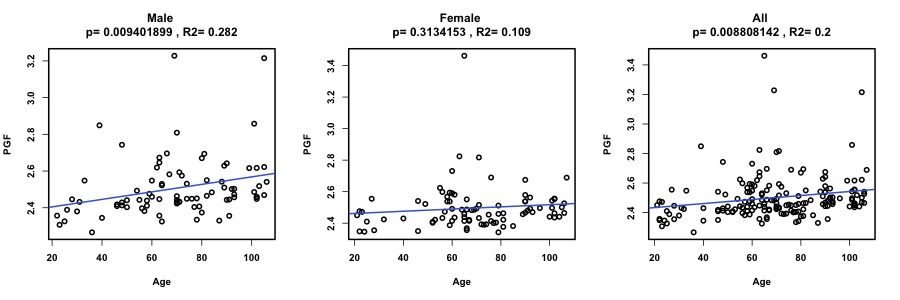 Male
p= 0.009401899 , R2= 0.282
PGF
3.2
3.0
2.8
2.6
2.4
20 40 60 80 100
Age
Female
p= 0.3134153 , R2= 0.109
PGF
3.4
3.2
3.0
2.8
2.6
2.4
20 40 60 80 100
Age
All
p= 0.008808142 , R2= 0.2
PGF
3.4
3.2
3.0
2.8
2.6
2.4
20 40 60 80 100
Age